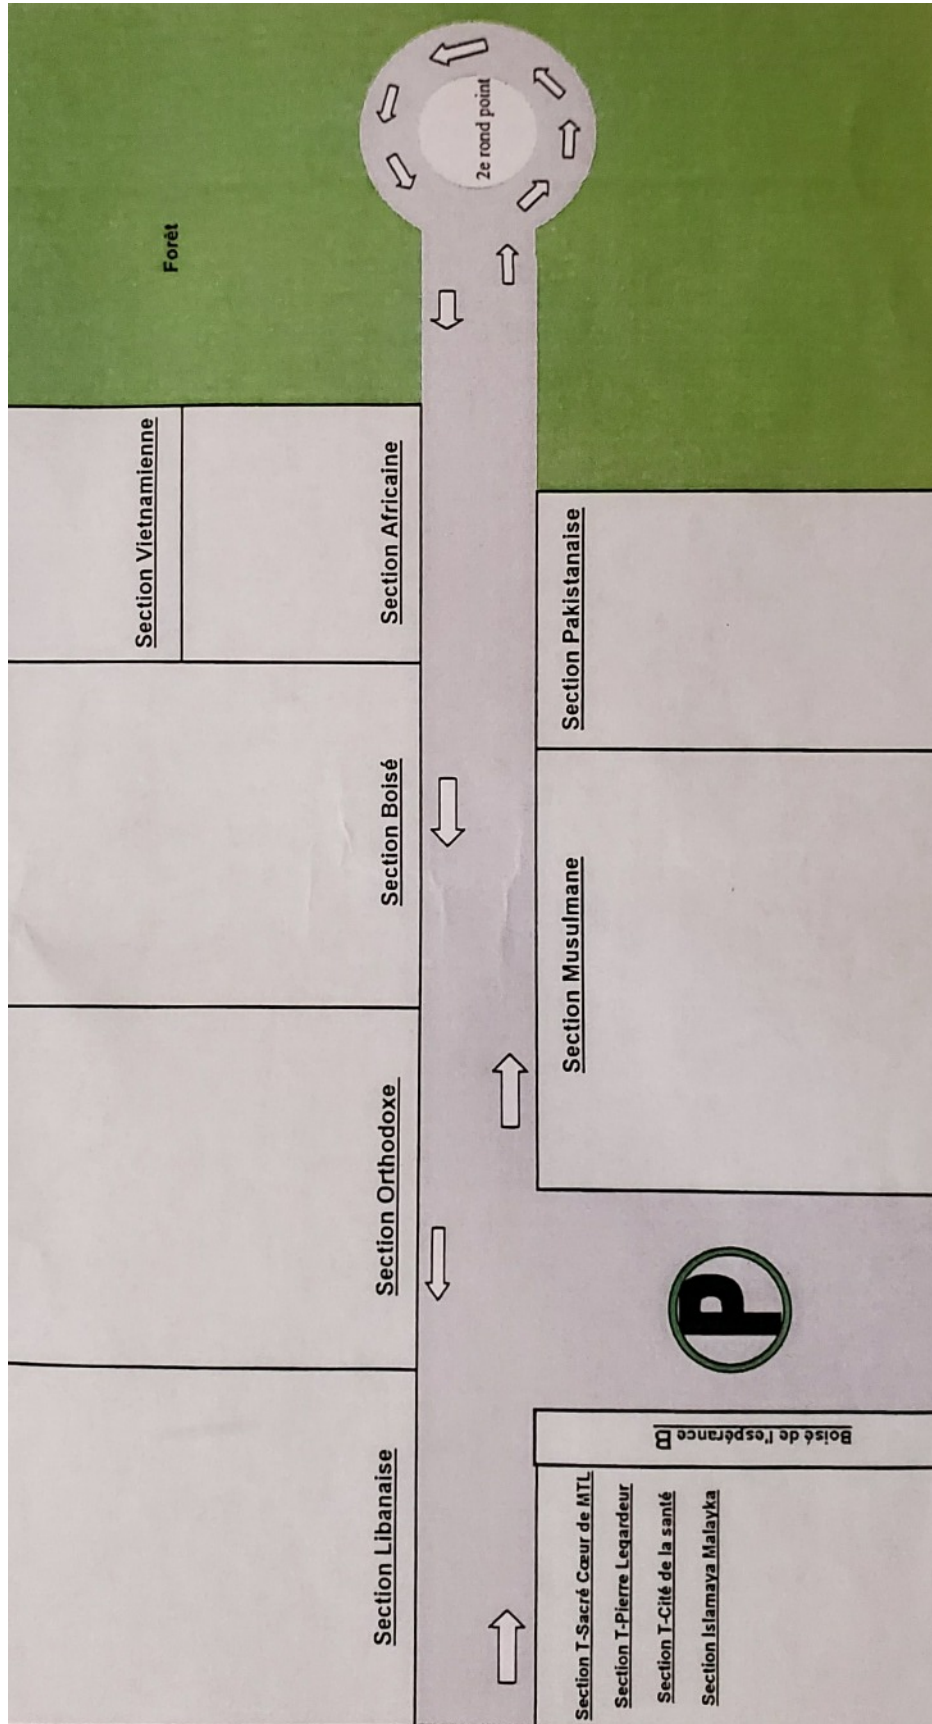 2e rond point
Forêt
Section Vietnamienne
Section Africaine
Section Pakistanaise
Section Boisé
Section Musulmane
Section Orthodoxe
P
Boisé de l'espérance B
Section Libanaise
Section T-Sacré Cœur de MTL
Section T-Pierre Legardeur
Section T-Cité de la santé
Section Islamaya Malayka